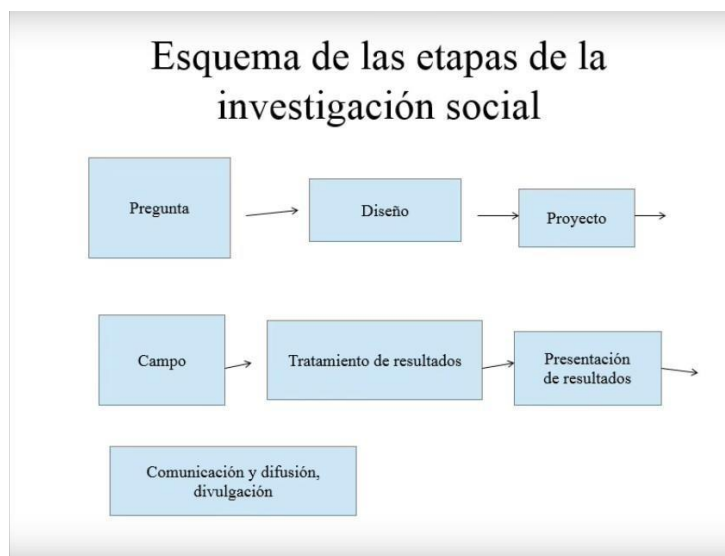 Esquema de las etapas de la
investigación social
Pregunta
Diseño
Proyecto
Campo
Tratamiento de resultados
Presentación
de resultados
Comunicación y difusión,
divulgación